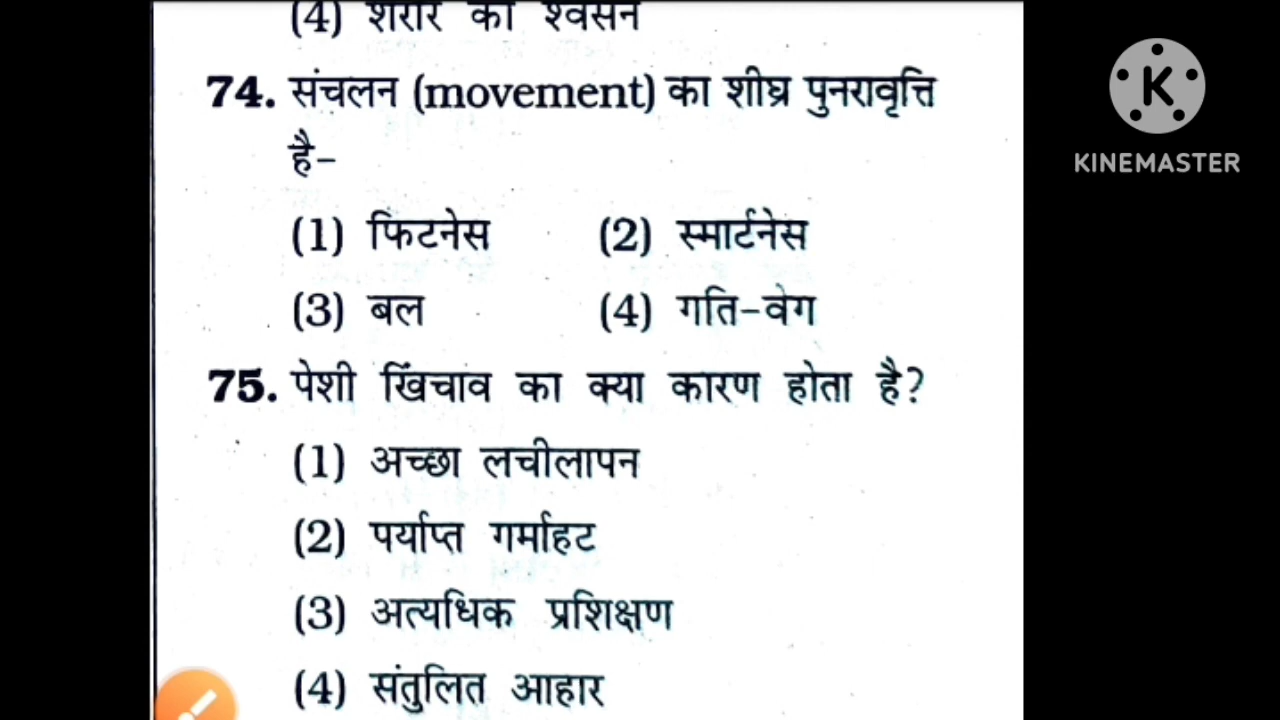 (4) शरीर का श्वसन
74. संचलन (movement) का शीघ्र पुनरावृत्ति
है-
(1) फिटनेस (2) स्मार्टनेस
(3) बल (4) गति-वेग
75. पेशी खिंचाव का क्या कारण होता है?
(1) अच्छा लचीलापन
(2) पर्याप्त गर्माहट
(3) अत्यधिक प्रशिक्षण
(4) संतुलित आहार
K
KINEMASTER